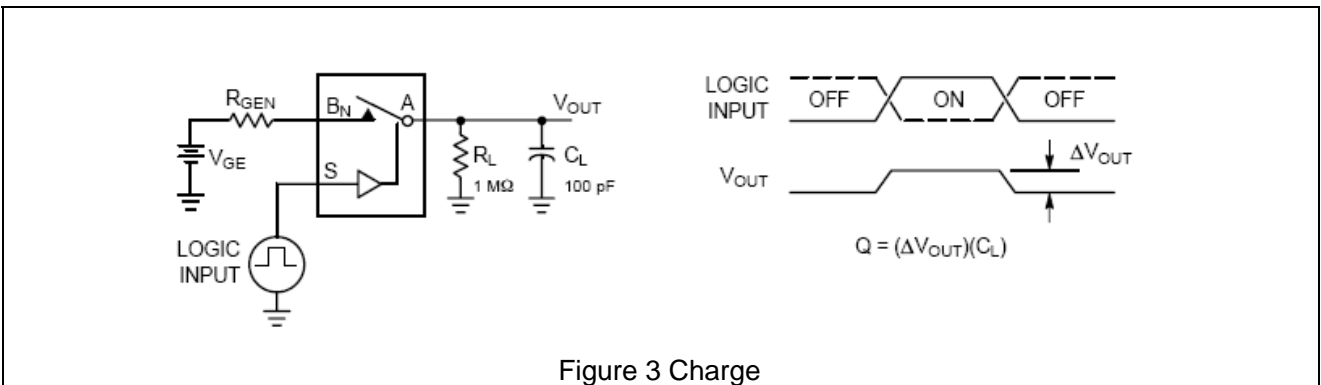 R_GEN
B_N
A
V_OUT
V_GE
S
R_L
1 MΩ
C_L
100 pF
LOGIC
INPUT
LOGIC
INPUT
OFF
ON
OFF
V_OUT
ΔV_OUT
Q = (ΔV_OUT)(C_L)
Figure 3 Charge